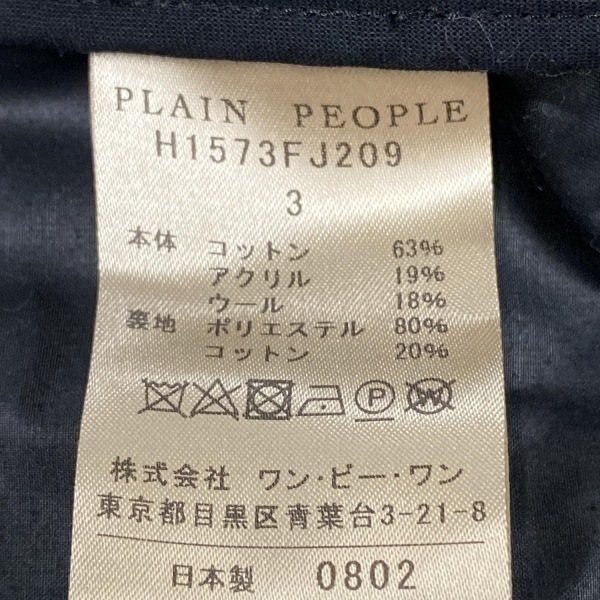 PLAIN PEOPLE
H1573FJ209
3
本体 コットン 63%
アクリル 19%
ウール 18%
裏地 ポリエステル 80%
コットン 20%
P W
株式会社 ワン・ビー・ワン
東京都目黒区青葉台3-21-8
日本製 0802